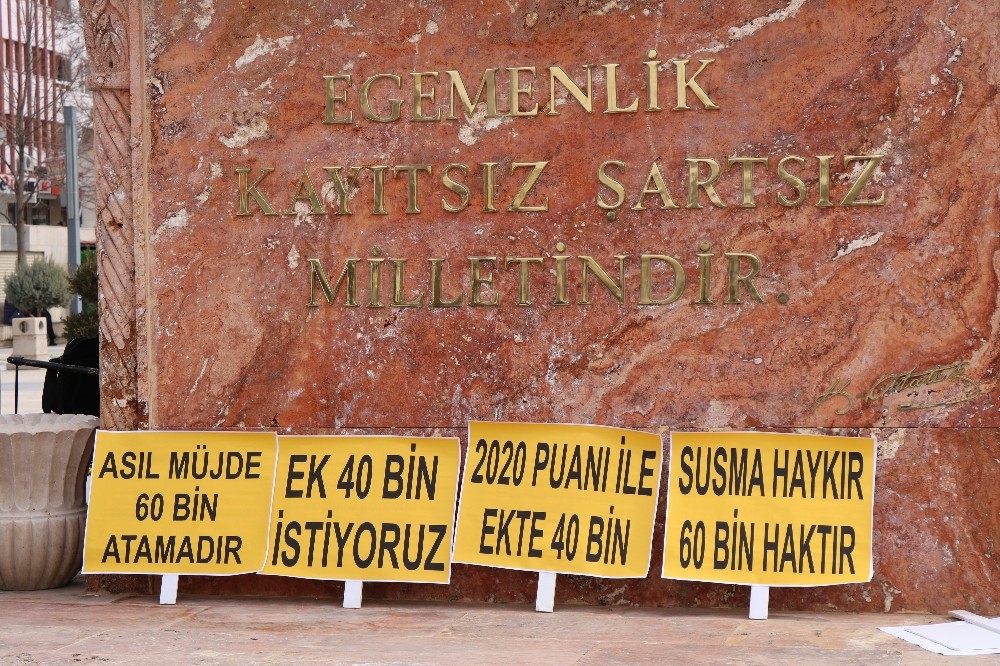 EGEMENLİK
KAYITSIZ ŞARTSIZ
MİLLETİNDİR.
K. Atatürk
ASIL MÜJDE
60 BİN
ATAMADIR
EK 40 BİN
İSTİYORUZ
2020 PUANI İLE
EKTE 40 BİN
SUSMA HAYKIR
60 BİN HAKTIR